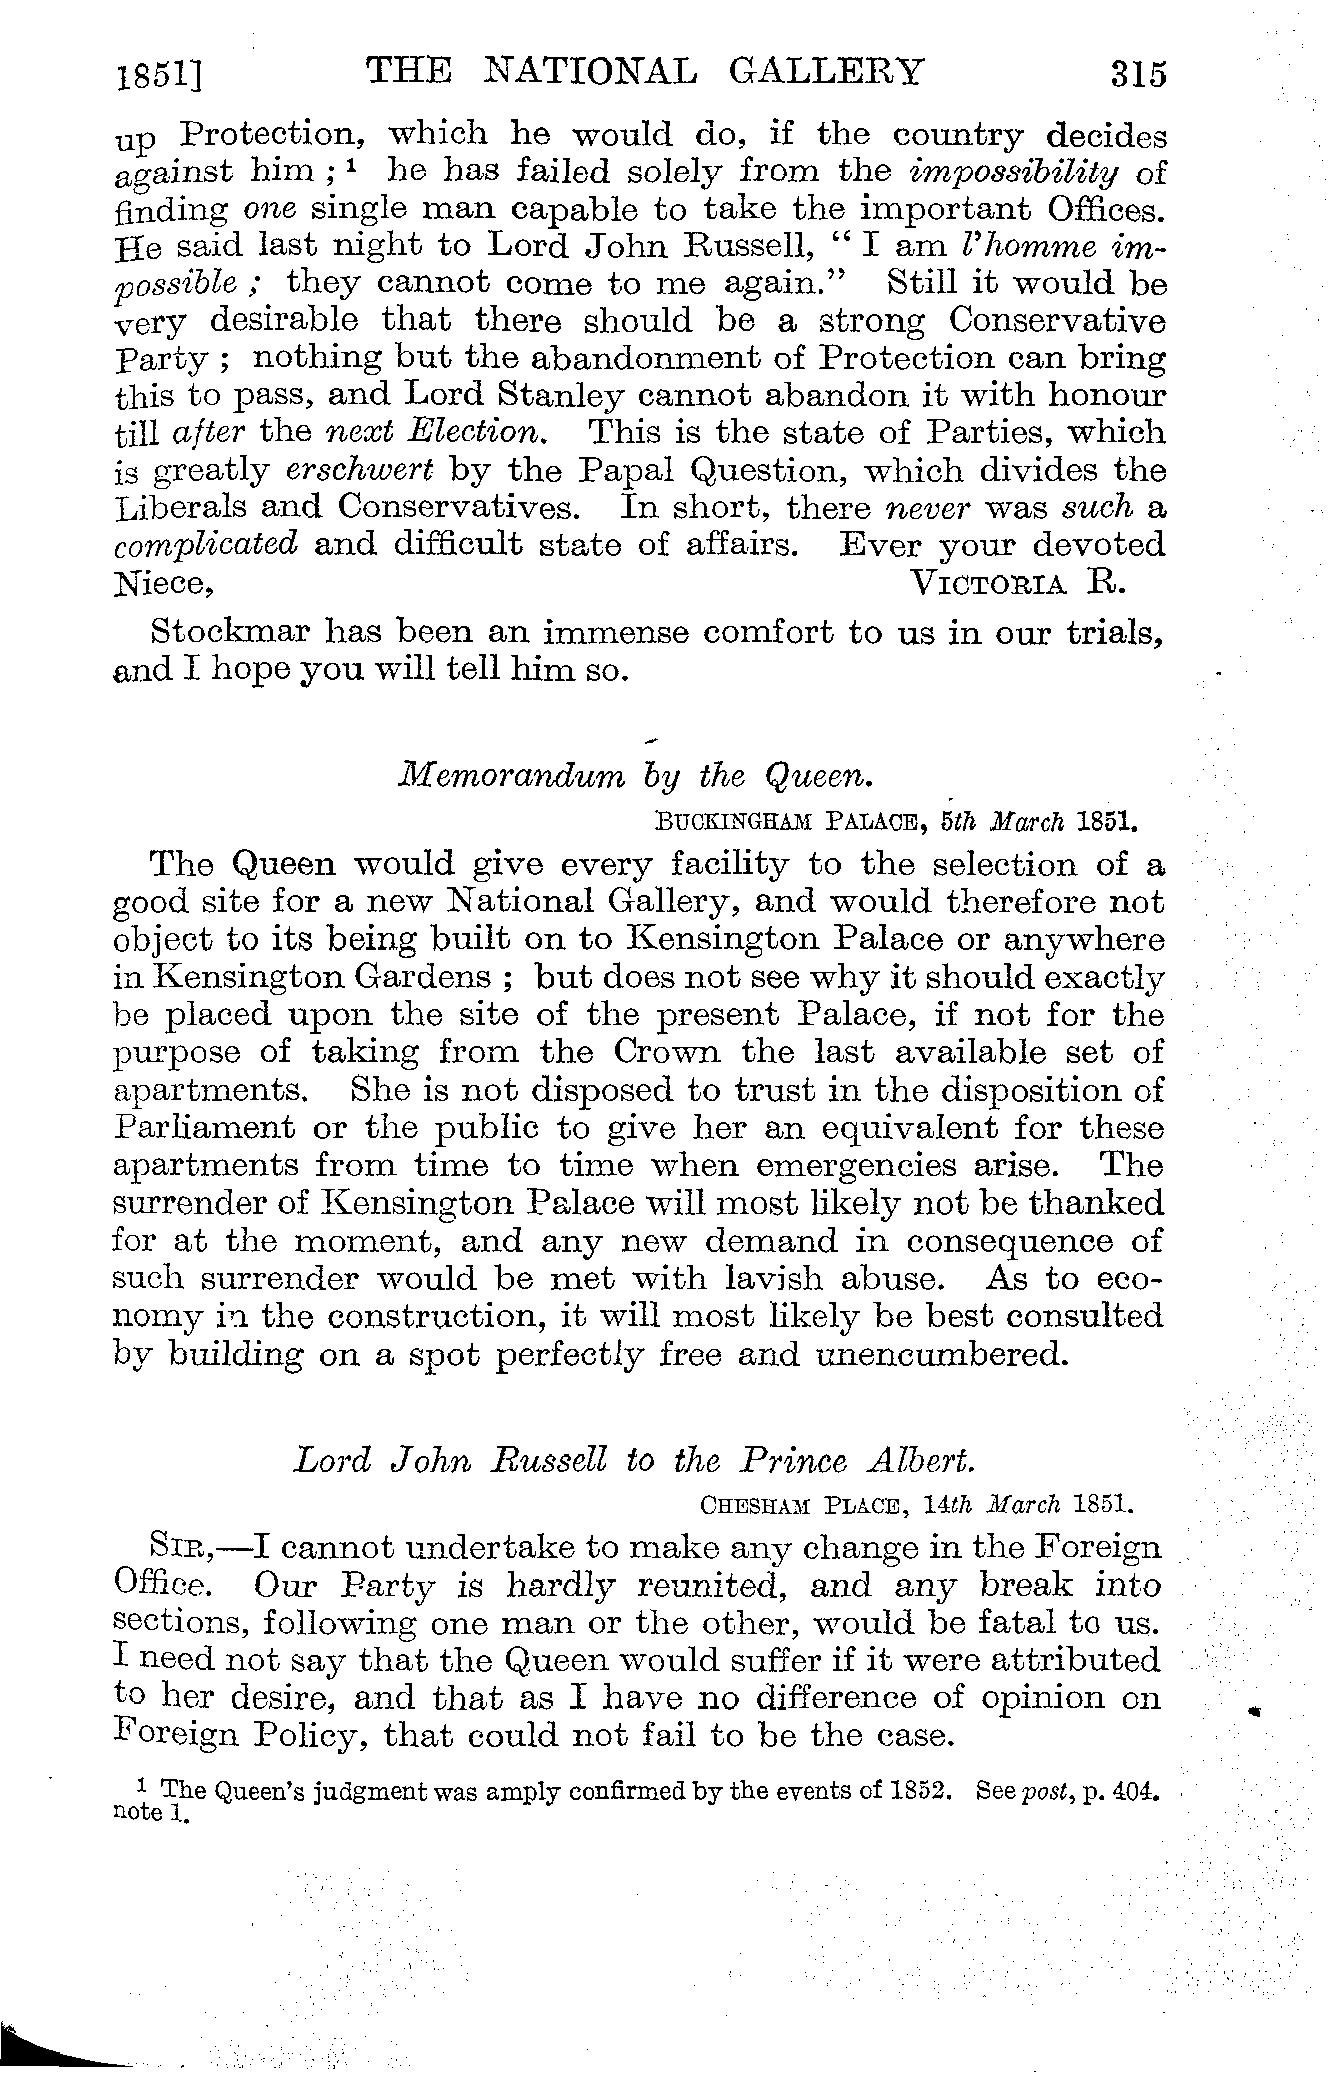 1851] THE NATIONAL GALLERY 315
up Protection, which he would do, if the country decides
against him ; ¹ he has failed solely from the impossibility of
finding one single man capable to take the important Offices.
He said last night to Lord John Russell, “ I am l’homme im-
possible ; they cannot come to me again.” Still it would be
very desirable that there should be a strong Conservative
Party ; nothing but the abandonment of Protection can bring
this to pass, and Lord Stanley cannot abandon it with honour
till after the next Election. This is the state of Parties, which
is greatly erschwert by the Papal Question, which divides the
Liberals and Conservatives. In short, there never was such a
complicated and difficult state of affairs. Ever your devoted
Niece, VICTORIA R.
Stockmar has been an immense comfort to us in our trials,
and I hope you will tell him so.
Memorandum by the Queen.
BUCKINGHAM PALACE, 5th March 1851.
The Queen would give every facility to the selection of a
good site for a new National Gallery, and would therefore not
object to its being built on to Kensington Palace or anywhere
in Kensington Gardens ; but does not see why it should exactly
be placed upon the site of the present Palace, if not for the
purpose of taking from the Crown the last available set of
apartments. She is not disposed to trust in the disposition of
Parliament or the public to give her an equivalent for these
apartments from time to time when emergencies arise. The
surrender of Kensington Palace will most likely not be thanked
for at the moment, and any new demand in consequence of
such surrender would be met with lavish abuse. As to eco-
nomy in the construction, it will most likely be best consulted
by building on a spot perfectly free and unencumbered.
Lord John Russell to the Prince Albert.
CHESHAM PLACE, 14th March 1851.
SIR,—I cannot undertake to make any change in the Foreign
Office. Our Party is hardly reunited, and any break into
sections, following one man or the other, would be fatal to us.
I need not say that the Queen would suffer if it were attributed
to her desire, and that as I have no difference of opinion on
Foreign Policy, that could not fail to be the case.
¹ The Queen’s judgment was amply confirmed by the events of 1852. See post, p. 404.
note 1.